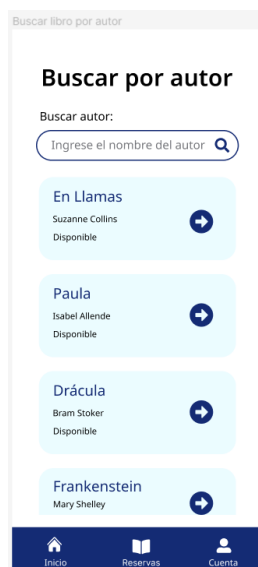 Buscar libro por autor
Buscar por autor
Buscar autor:
Ingrese el nombre del autor
En Llamas
Suzanne Collins
Disponible
Paula
Isabel Allende
Disponible
Drácula
Bram Stoker
Disponible
Frankenstein
Mary Shelley
Inicio
Reservas
Cuenta